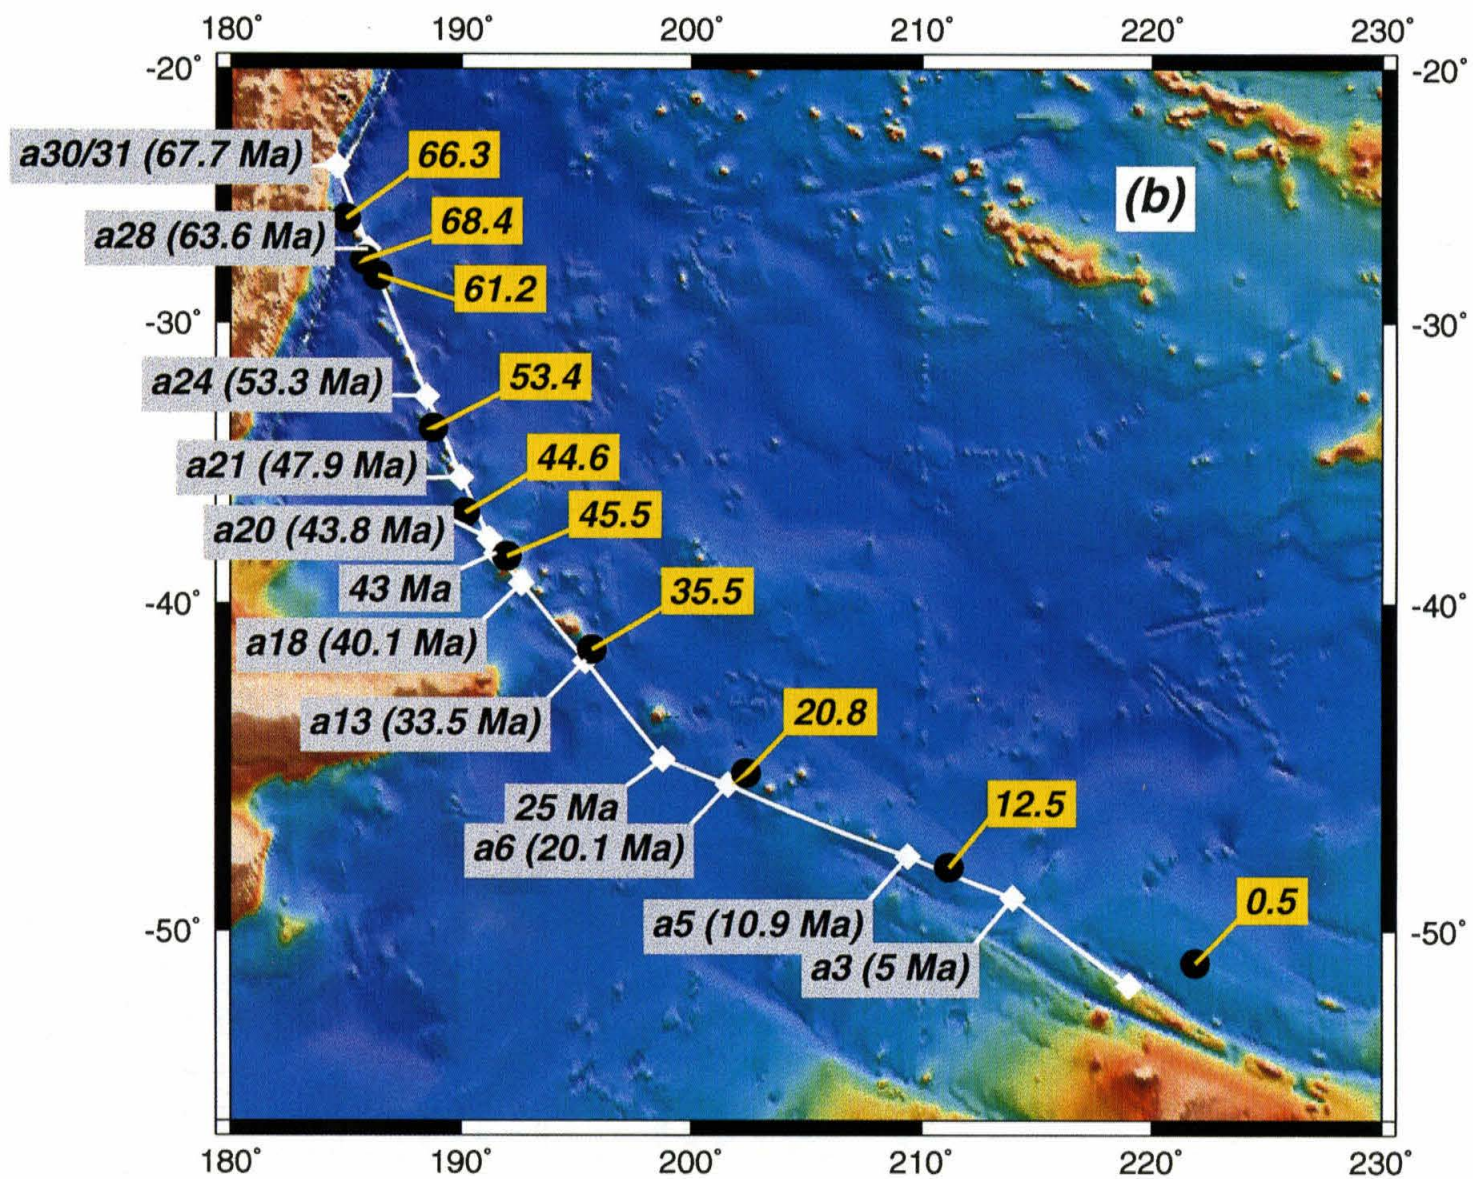 180° 190° 200° 210° 220° 230°
-20° -20°
a30/31 (67.7 Ma) 66.3
(b)
a28 (63.6 Ma) 68.4
61.2
-30° -30°
a24 (53.3 Ma) 53.4
a21 (47.9 Ma) 44.6
a20 (43.8 Ma) 45.5
43 Ma 35.5
-40° -40°
a18 (40.1 Ma)
a13 (33.5 Ma) 20.8
25 Ma 12.5
a6 (20.1 Ma)
a5 (10.9 Ma) 0.5
-50° -50°
a3 (5 Ma)
180° 190° 200° 210° 220° 230°